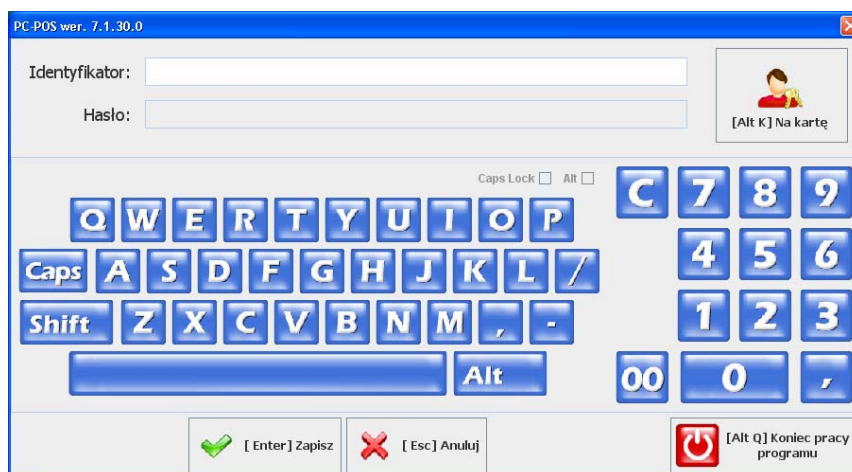 PC-POS wer. 7.1.30.0
Identyfikator:
Hasło:
[Alt K] Na kartę
Caps Lock Alt
C 7 8 9
Q W E R T Y U I O P
4 5 6
Caps A S D F G H J K L /
1 2 3
Shift Z X C V B N M , -
Alt
00 0 ,
[ Enter] Zapisz
[ Esc] Anuluj
[Alt Q] Koniec pracy
programu